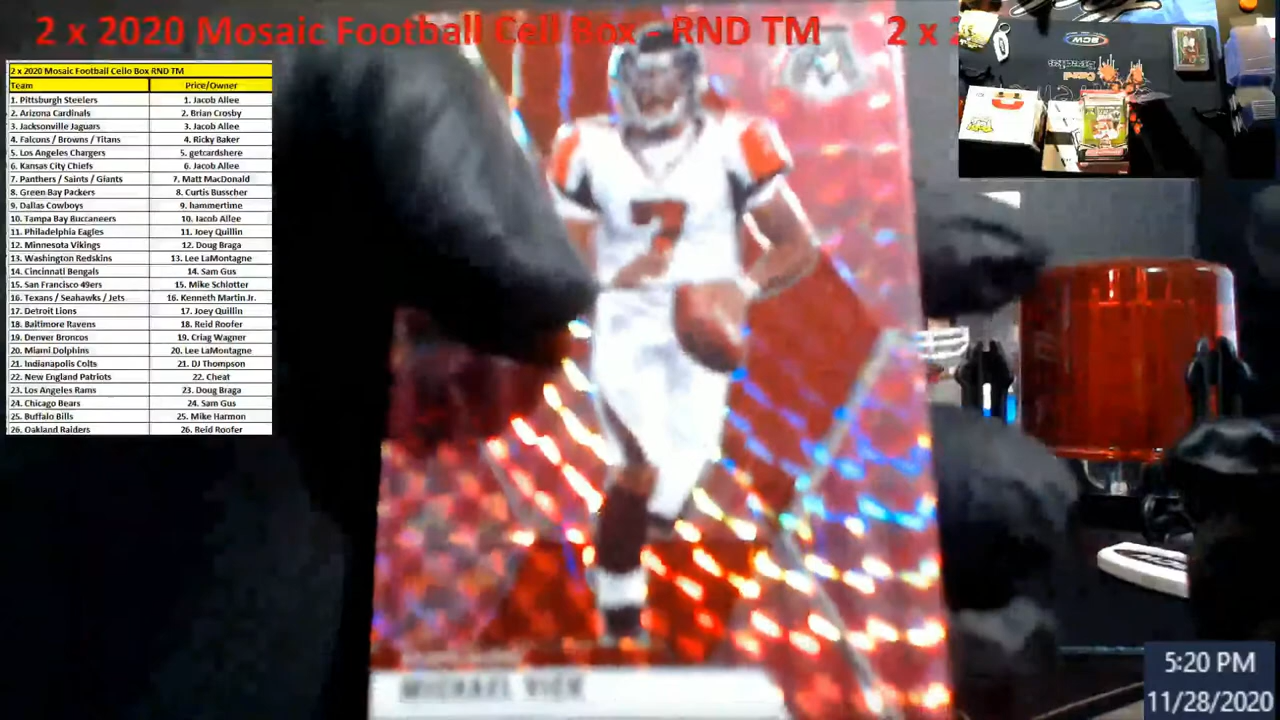 2 x 2020 Mosaic Football Cell Box - RND TM 2 x 2
2 x 2020 Mosaic Football Cello Box RND TM
Team Price/Owner
1. Pittsburgh Steelers 1. Jacob Allee
2. Arizona Cardinals 2. Brian Crosby
3. Jacksonville Jaguars 3. Jacob Allee
4. Falcons / Browns / Titans 4. Ricky Baker
5. Los Angeles Chargers 5. getcardshere
6. Kansas City Chiefs 6. Jacob Allee
7. Panthers / Saints / Giants 7. Matt MacDonald
8. Green Bay Packers 8. Curtis Busscher
9. Dallas Cowboys 9. hammertime
10. Tampa Bay Buccaneers 10. Jacob Allee
11. Philadelphia Eagles 11. Joey Quillin
12. Minnesota Vikings 12. Doug Braga
13. Washington Redskins 13. Lee LaMontagne
14. Cincinnati Bengals 14. Sam Gus
15. San Francisco 49ers 15. Mike Schlotter
16. Texans / Seahawks / Jets 16. Kenneth Martin Jr.
17. Detroit Lions 17. Joey Quillin
18. Baltimore Ravens 18. Reid Roofer
19. Denver Broncos 19. Criag Wagner
20. Miami Dolphins 20. Lee LaMontagne
21. Indianapolis Colts 21. DJ Thompson
22. New England Patriots 22. Cheat
23. Los Angeles Rams 23. Doug Braga
24. Chicago Bears 24. Sam Gus
25. Buffalo Bills 25. Mike Harmon
26. Oakland Raiders 26. Reid Roofer
7
MICHAEL VICK
BCW
5:20 PM
11/28/2020